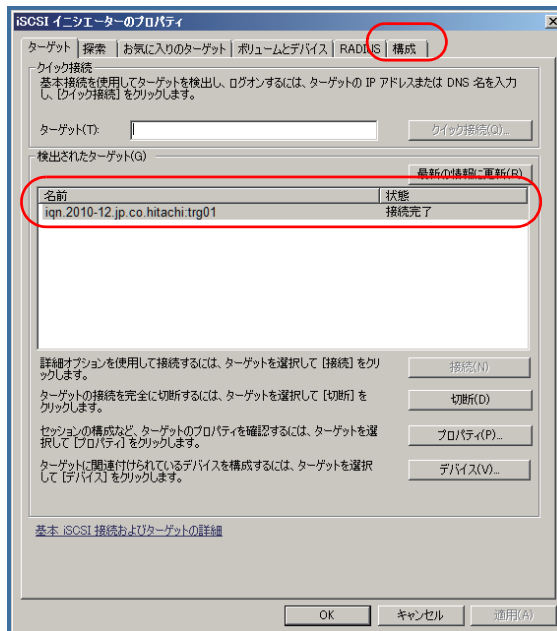 iSCSI イニシエーターのプロパティ
ターゲット 探索 お気に入りのターゲット ボリュームとデバイス RADIUS 構成
クイック接続
基本接続を使用してターゲットを検出し、ログオンするには、ターゲットの IP アドレスまたは DNS 名を入力
し、[クイック接続] をクリックします。
ターゲット(T):
クイック接続(Q)...
検出されたターゲット(G)
最新の情報に更新(R)
名前 状態
iqn.2010-12.jp.co.hitachi:trg01 接続完了
詳細オプションを使用して接続するには、ターゲットを選択して [接続] をクリ
ックします。
接続(N)
ターゲットの接続を完全に切断するには、ターゲットを選択して [切断] を
クリックします。
切断(D)
セッションの構成など、ターゲットのプロパティを確認するには、ターゲットを選
択して [プロパティ] をクリックします。
プロパティ(P)...
ターゲットに関連付けられているデバイスを構成するには、ターゲットを選択
して [デバイス] をクリックします。
デバイス(V)...
基本 iSCSI 接続およびターゲットの詳細
OK キャンセル 適用(A)